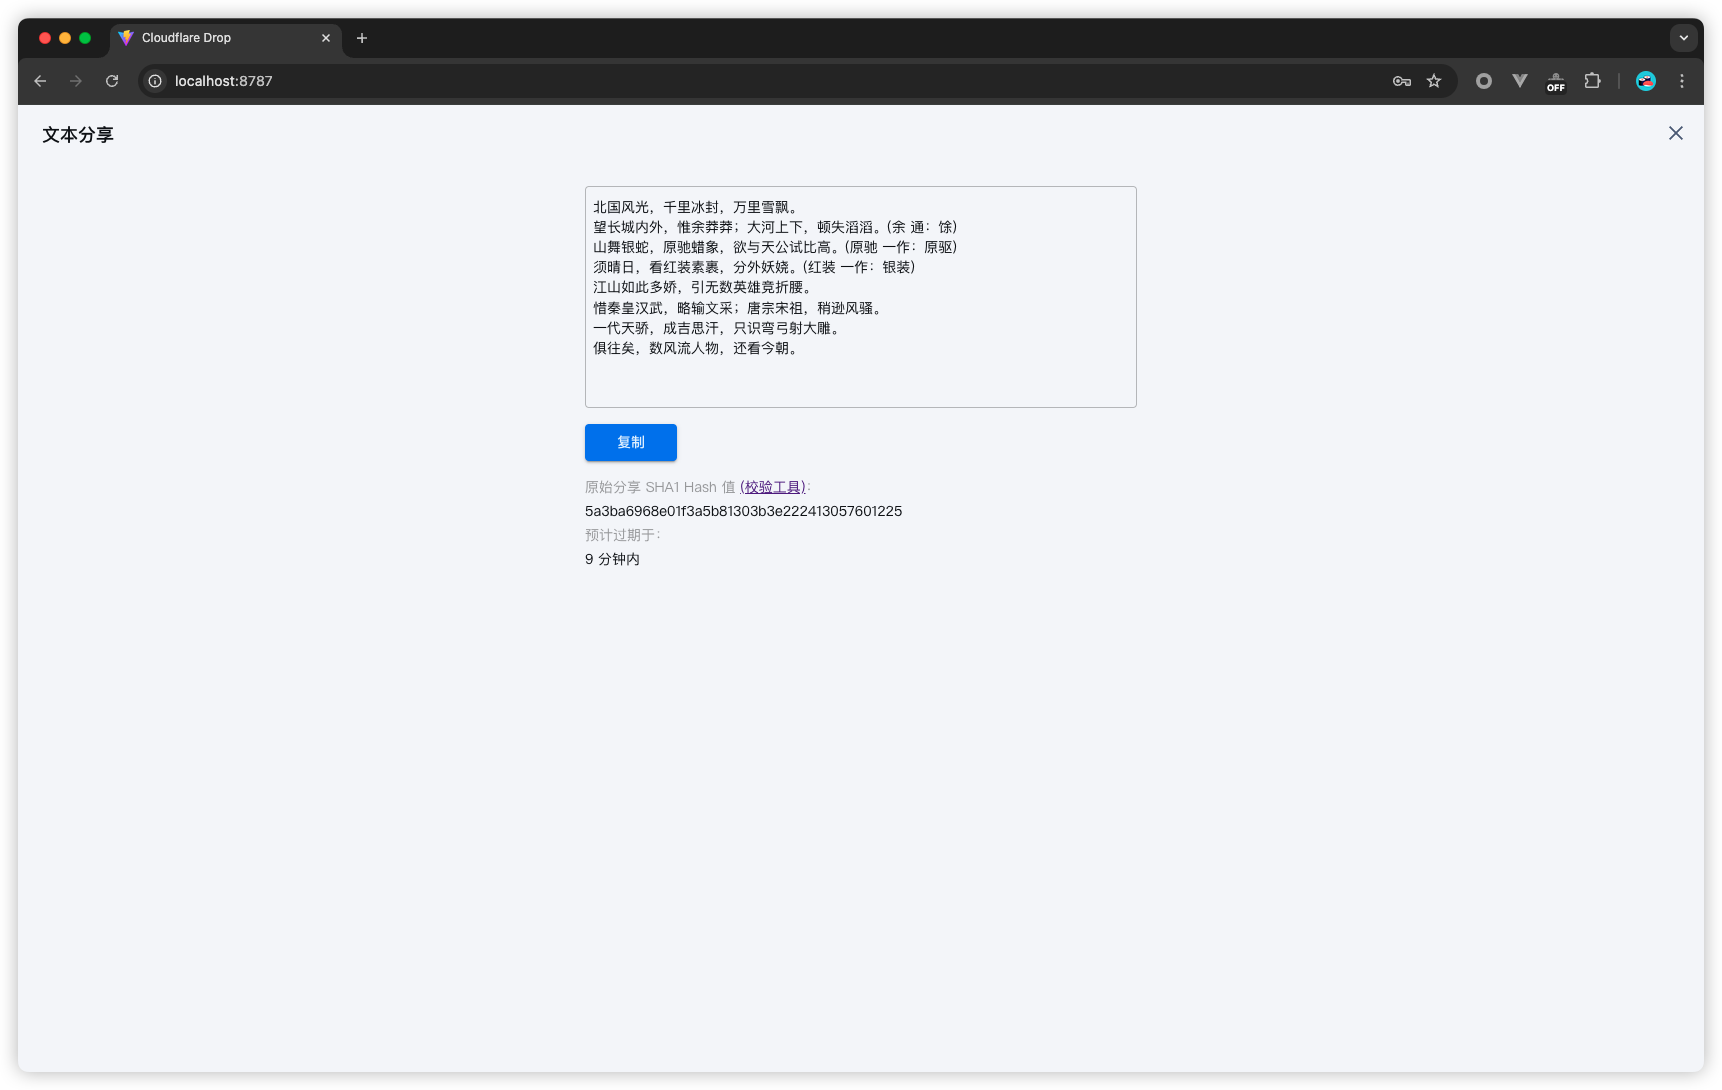 Cloudflare Drop
localhost:8787
OFF
文本分享
北国风光，千里冰封，万里雪飘。
望长城内外，惟余莽莽；大河上下，顿失滔滔。(余 通：馀)
山舞银蛇，原驰蜡象，欲与天公试比高。(原驰 一作：原驱)
须晴日，看红装素裹，分外妖娆。(红装 一作：银装)
江山如此多娇，引无数英雄竞折腰。
惜秦皇汉武，略输文采；唐宗宋祖，稍逊风骚。
一代天骄，成吉思汗，只识弯弓射大雕。
俱往矣，数风流人物，还看今朝。
复制
原始分享 SHA1 Hash 值 (校验工具)：
5a3ba6968e01f3a5b81303b3e222413057601225
预计过期于：
9 分钟内